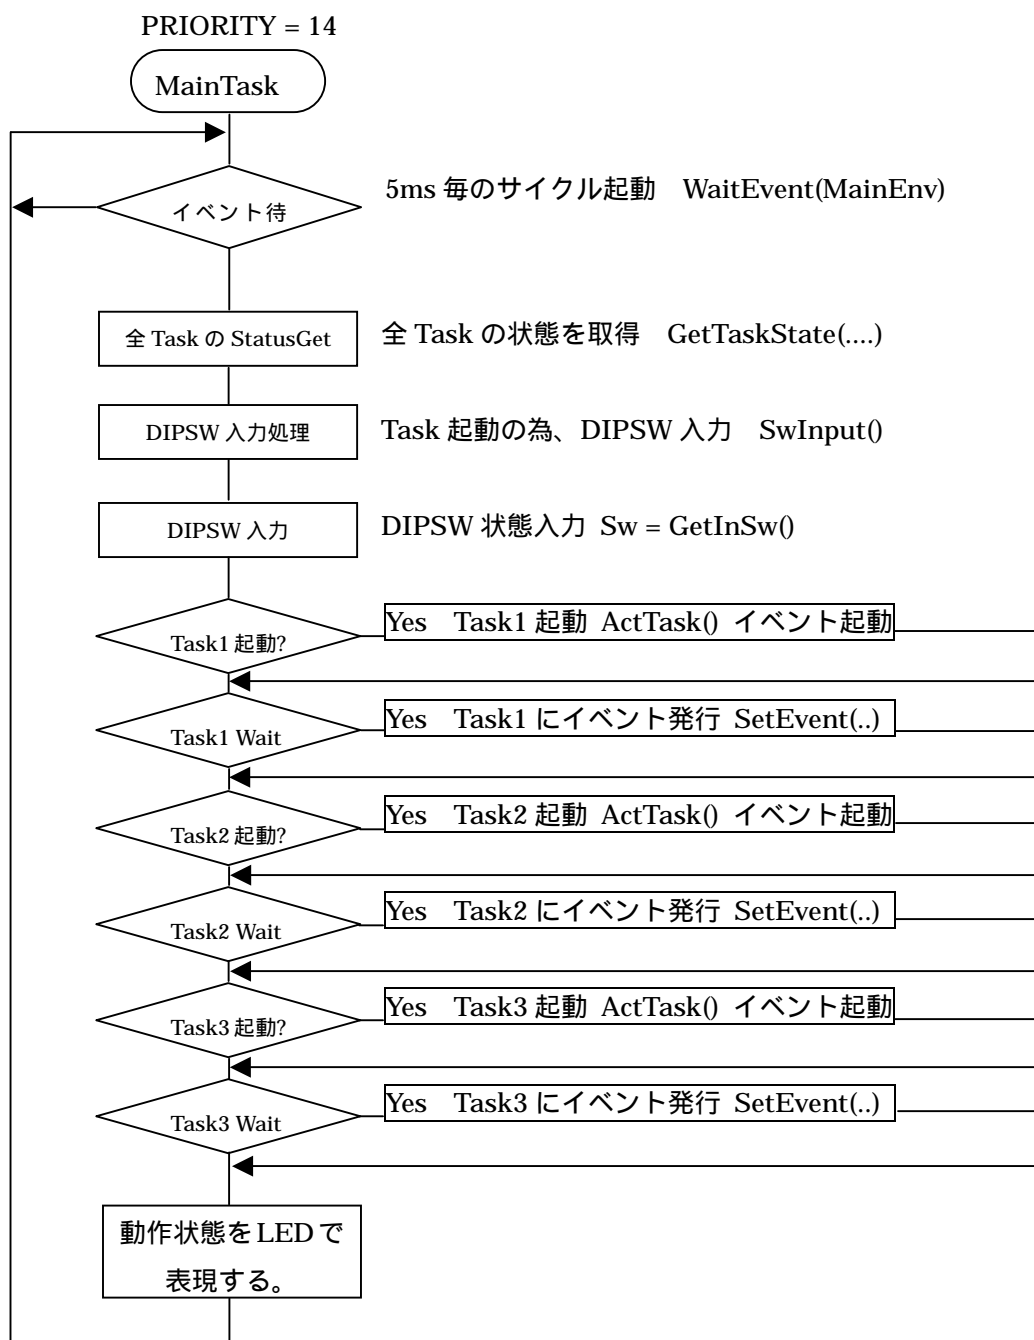 PRIORITY = 14
MainTask
イベント待
5ms 毎のサイクル起動　WaitEvent(MainEnv)
全 Task の StatusGet
全 Task の状態を取得　GetTaskState(....)
DIPSW 入力処理
Task 起動の為、DIPSW 入力　SwInput()
DIPSW 入力
DIPSW 状態入力 Sw = GetInSw()
Task1 起動?
Yes　Task1 起動 ActTask() イベント起動
Task1 Wait
Yes　Task1 にイベント発行 SetEvent(..)
Task2 起動?
Yes　Task2 起動 ActTask() イベント起動
Task2 Wait
Yes　Task2 にイベント発行 SetEvent(..)
Task3 起動?
Yes　Task3 起動 ActTask() イベント起動
Task3 Wait
Yes　Task3 にイベント発行 SetEvent(..)
動作状態を LED で
表現する。